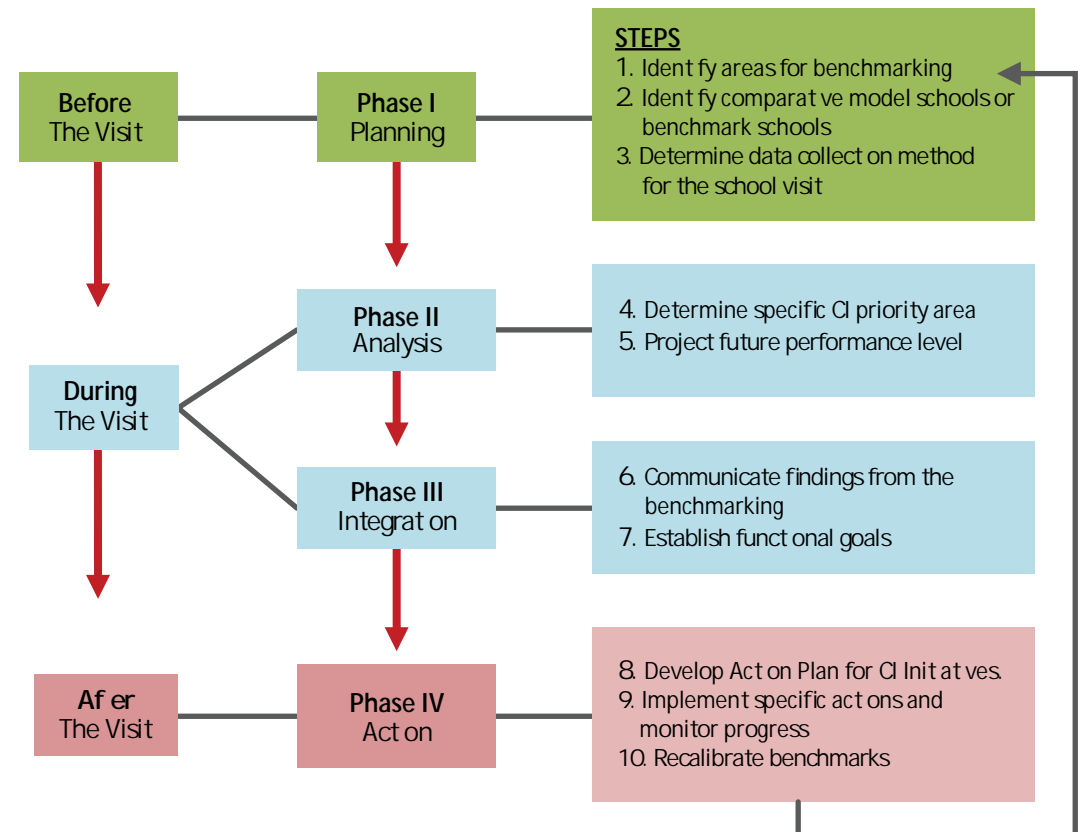 Before
The Visit
Phase I
Planning
STEPS
1. Ident fy areas for benchmarking
2. Ident fy comparat ve model schools or
benchmark schools
3. Determine data collect on method
for the school visit
During
The Visit
Phase II
Analysis
4. Determine specific CI priority area
5. Project future performance level
Phase III
Integrat on
6. Communicate findings from the
benchmarking
7. Establish funct onal goals
Af er
The Visit
Phase IV
Act on
8. Develop Act on Plan for CI Init at ves.
9. Implement specific act ons and
monitor progress
10. Recalibrate benchmarks